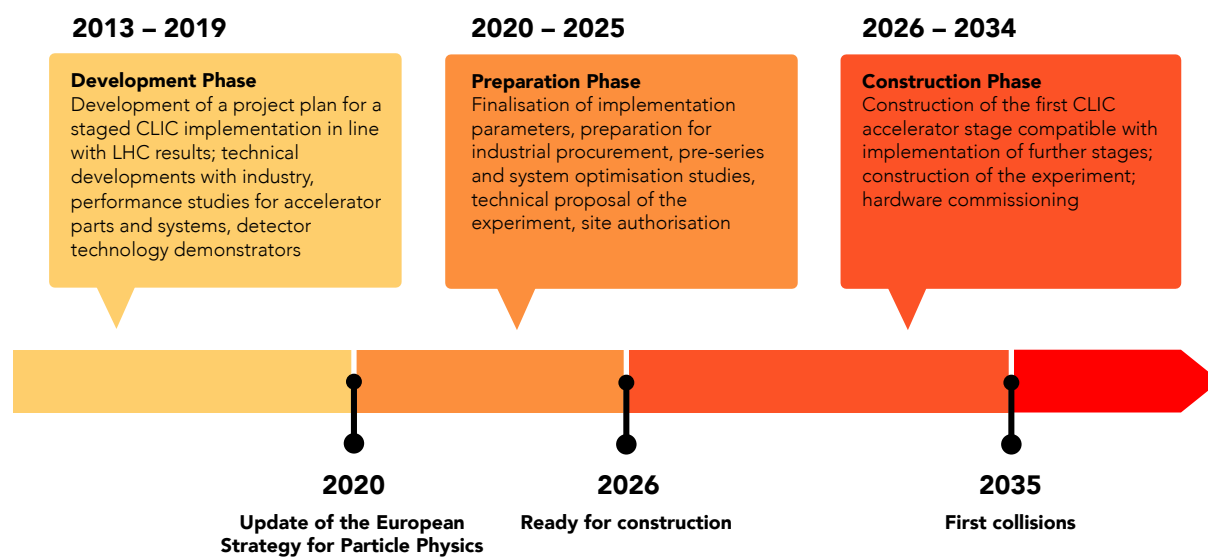 2013 – 2019
Development Phase
Development of a project plan for a
staged CLIC implementation in line
with LHC results; technical
developments with industry,
performance studies for accelerator
parts and systems, detector
technology demonstrators
2020 – 2025
Preparation Phase
Finalisation of implementation
parameters, preparation for
industrial procurement, pre-series
and system optimisation studies,
technical proposal of the
experiment, site authorisation
2026 – 2034
Construction Phase
Construction of the first CLIC
accelerator stage compatible with
implementation of further stages;
construction of the experiment;
hardware commissioning
2020
Update of the European
Strategy for Particle Physics
2026
Ready for construction
2035
First collisions